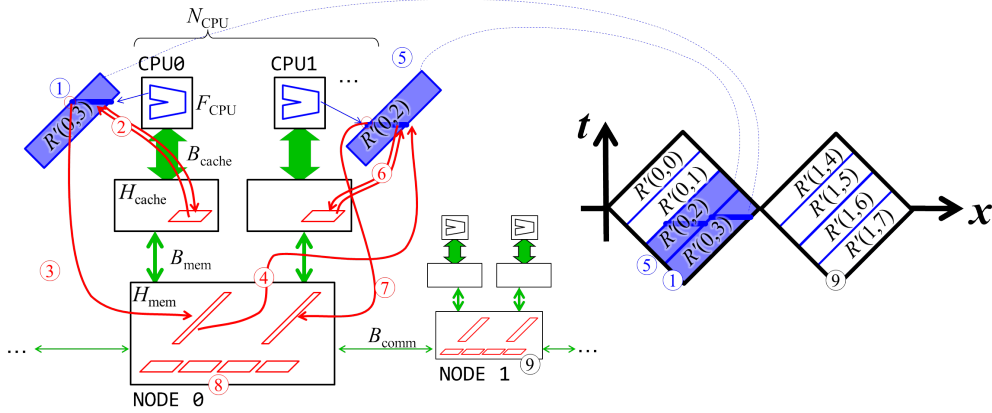 N_CPU
CPU0
CPU1
...
①
⑤
F_CPU
R'(0,3)
R'(0,2)
②
B_cache
⑥
H_cache
B_mem
③
④
⑦
H_mem
B_comm
...
...
⑧
⑨
NODE 0
NODE 1
t
x
R'(0,0)
R'(0,1)
R'(0,2)
R'(0,3)
R'(1,4)
R'(1,5)
R'(1,6)
R'(1,7)
⑤
①
⑨